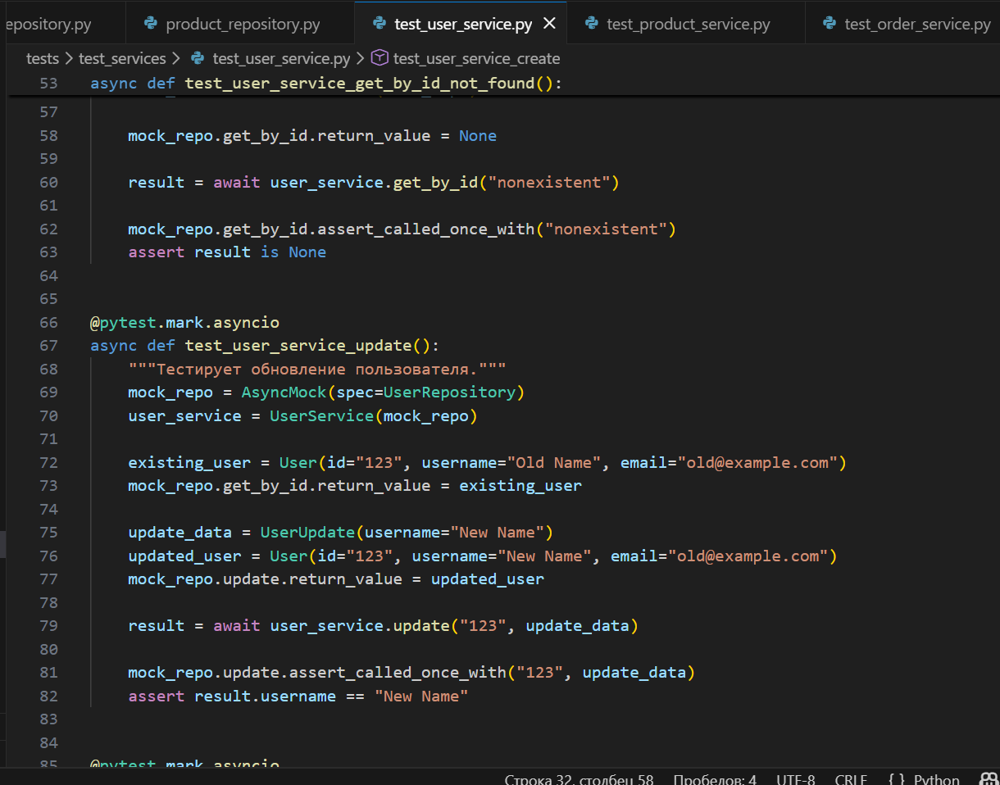 epository.py product_repository.py test_user_service.py test_product_service.py test_order_service.py
tests > test_services > test_user_service.py > test_user_service_create
53 async def test_user_service_get_by_id_not_found():
57
58 mock_repo.get_by_id.return_value = None
59
60 result = await user_service.get_by_id("nonexistent")
61
62 mock_repo.get_by_id.assert_called_once_with("nonexistent")
63 assert result is None
64
65
66 @pytest.mark.asyncio
67 async def test_user_service_update():
68 """Тестирует обновление пользователя."""
69 mock_repo = AsyncMock(spec=UserRepository)
70 user_service = UserService(mock_repo)
71
72 existing_user = User(id="123", username="Old Name", email="old@example.com")
73 mock_repo.get_by_id.return_value = existing_user
74
75 update_data = UserUpdate(username="New Name")
76 updated_user = User(id="123", username="New Name", email="old@example.com")
77 mock_repo.update.return_value = updated_user
78
79 result = await user_service.update("123", update_data)
80
81 mock_repo.update.assert_called_once_with("123", update_data)
82 assert result.username == "New Name"
83
84
85 @pytest.mark.asyncio
Строка 32, столбец 58 Пробелов: 4 UTF-8 CRLF { } Python